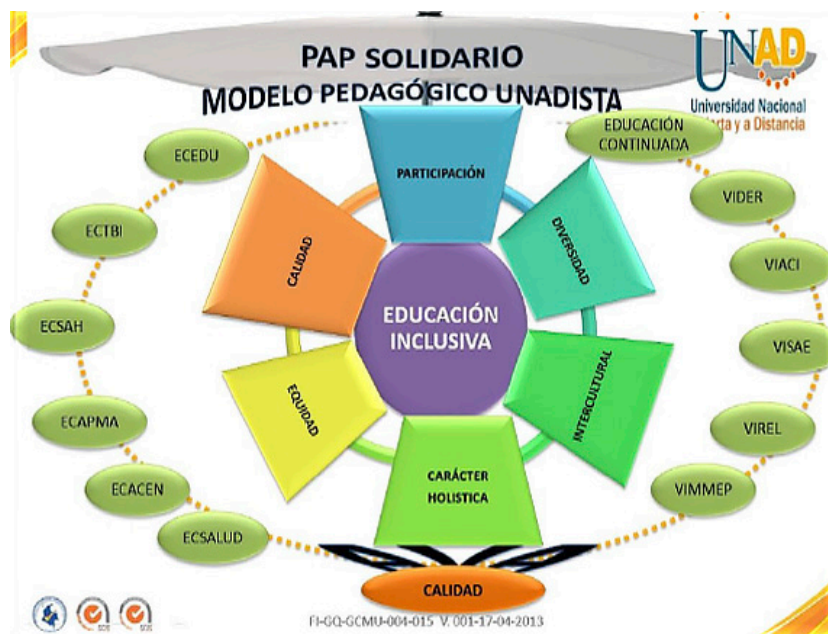 PAP SOLIDARIO
MODELO PEDAGÓGICO UNADISTA
UNAD
Universidad Nacional
rta y a Distancia
EDUCACIÓN
CONTINUADA
ECEDU
PARTICIPACIÓN
VIDER
ECTBI
CALIDAD
DIVERSIDAD
VIACI
ECSAH
EDUCACIÓN
INCLUSIVA
VISAE
EQUIDAD
INTERCULTURAL
ECAPMA
VIREL
ECACEN
CARÁCTER
HOLISTICA
VIMMEP
ECSALUD
CALIDAD
FI-GQ-GCMU-004-015 V. 001-17-04-2013